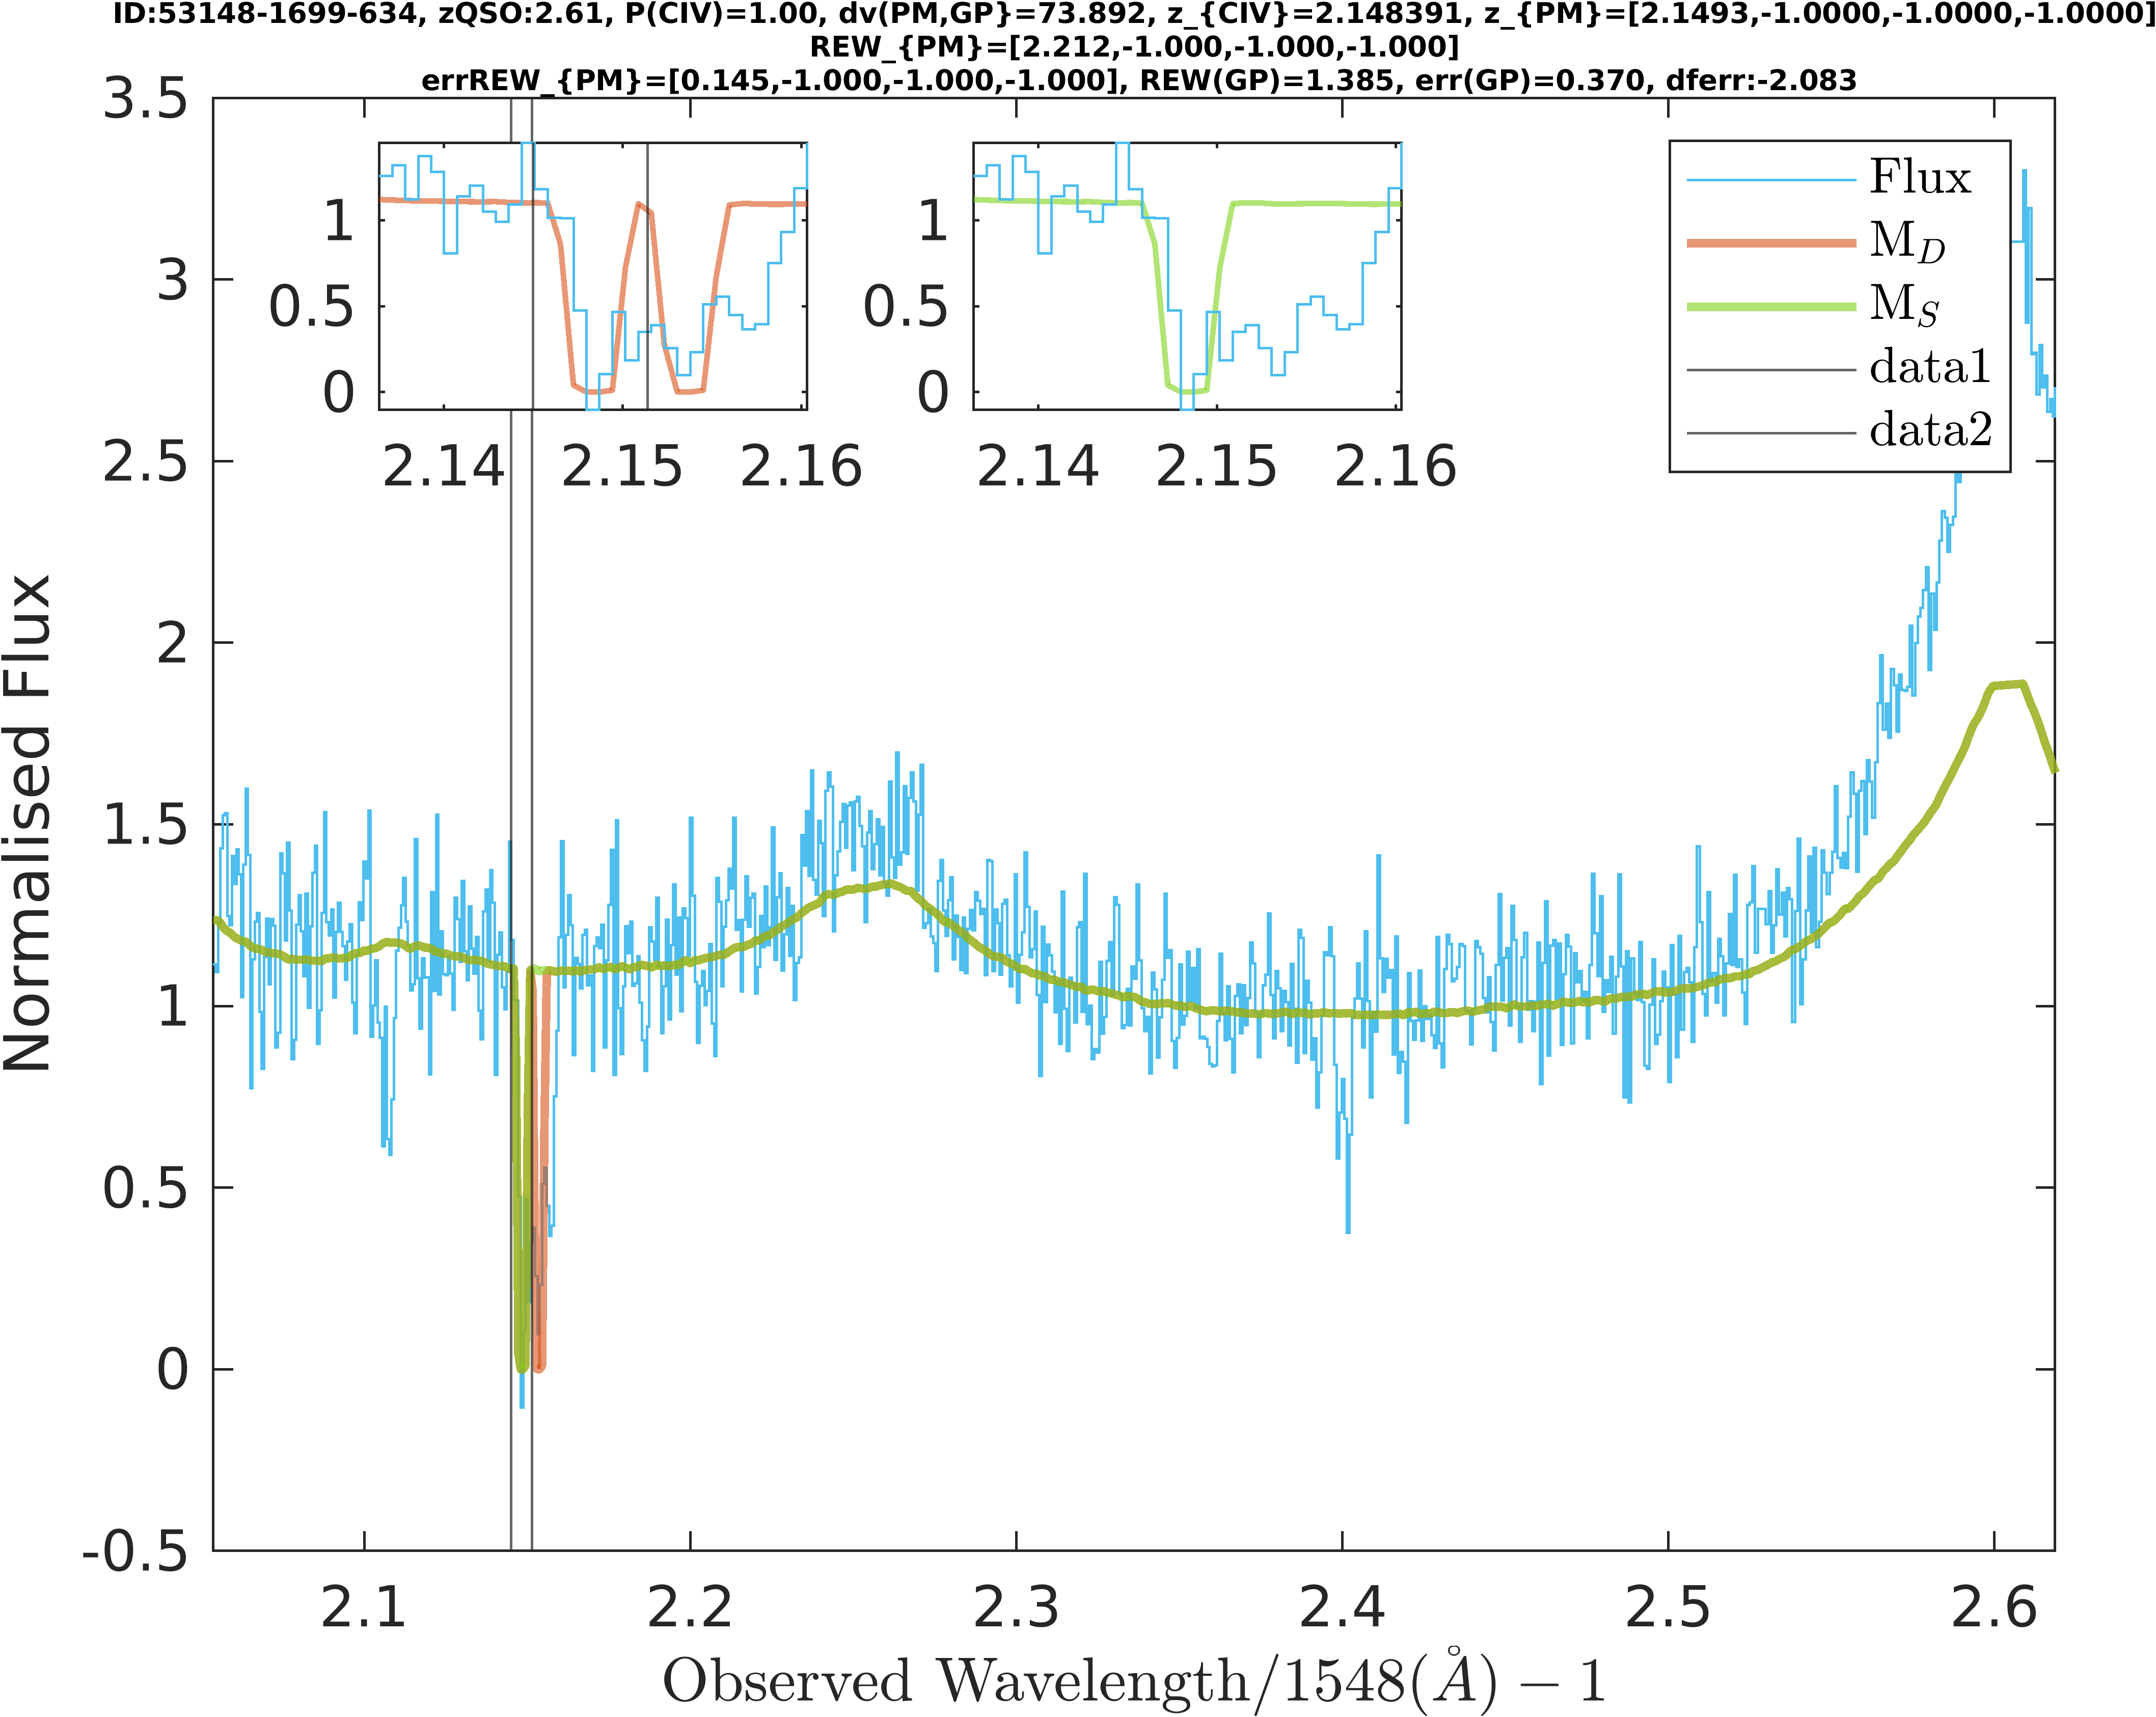 ID:53148-1699-634, zQSO:2.61, P(CIV)=1.00, dv(PM,GP}=73.892, z_{CIV}=2.148391, z_{PM}=[2.1493,-1.0000,-1.0000,-1.0000]
REW_{PM}=[2.212,-1.000,-1.000,-1.000]
errREW_{PM}=[0.145,-1.000,-1.000,-1.000], REW(GP)=1.385, err(GP)=0.370, dferr:-2.083
3.5
3
2.5
2
1.5
1
0.5
0
-0.5
Normalised Flux
1
0.5
0
2.14 2.15 2.16
1
0.5
0
2.14 2.15 2.16
Flux
M_D
M_S
data1
data2
2.1 2.2 2.3 2.4 2.5 2.6
Observed Wavelength/1548(Å) − 1